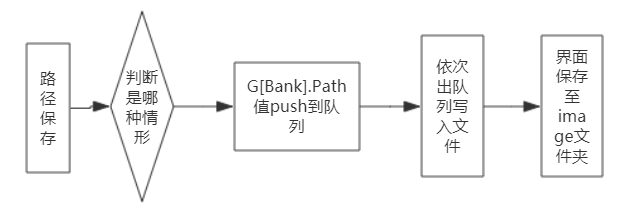 路
径
保
存
判断
是哪
种情
形
G[Bank].Path
值push到队
列
依次
出队
列写
入文
件
界面
保存
至
ima
ge文
件夹